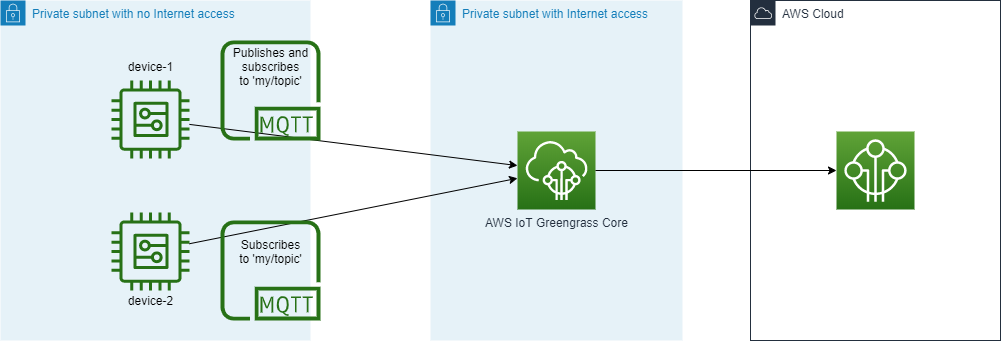 Private subnet with no Internet access
Private subnet with Internet access
AWS Cloud
device-1
Publishes and
subscribes
to 'my/topic'
MQTT
AWS IoT Greengrass Core
Subscribes
to 'my/topic'
MQTT
device-2